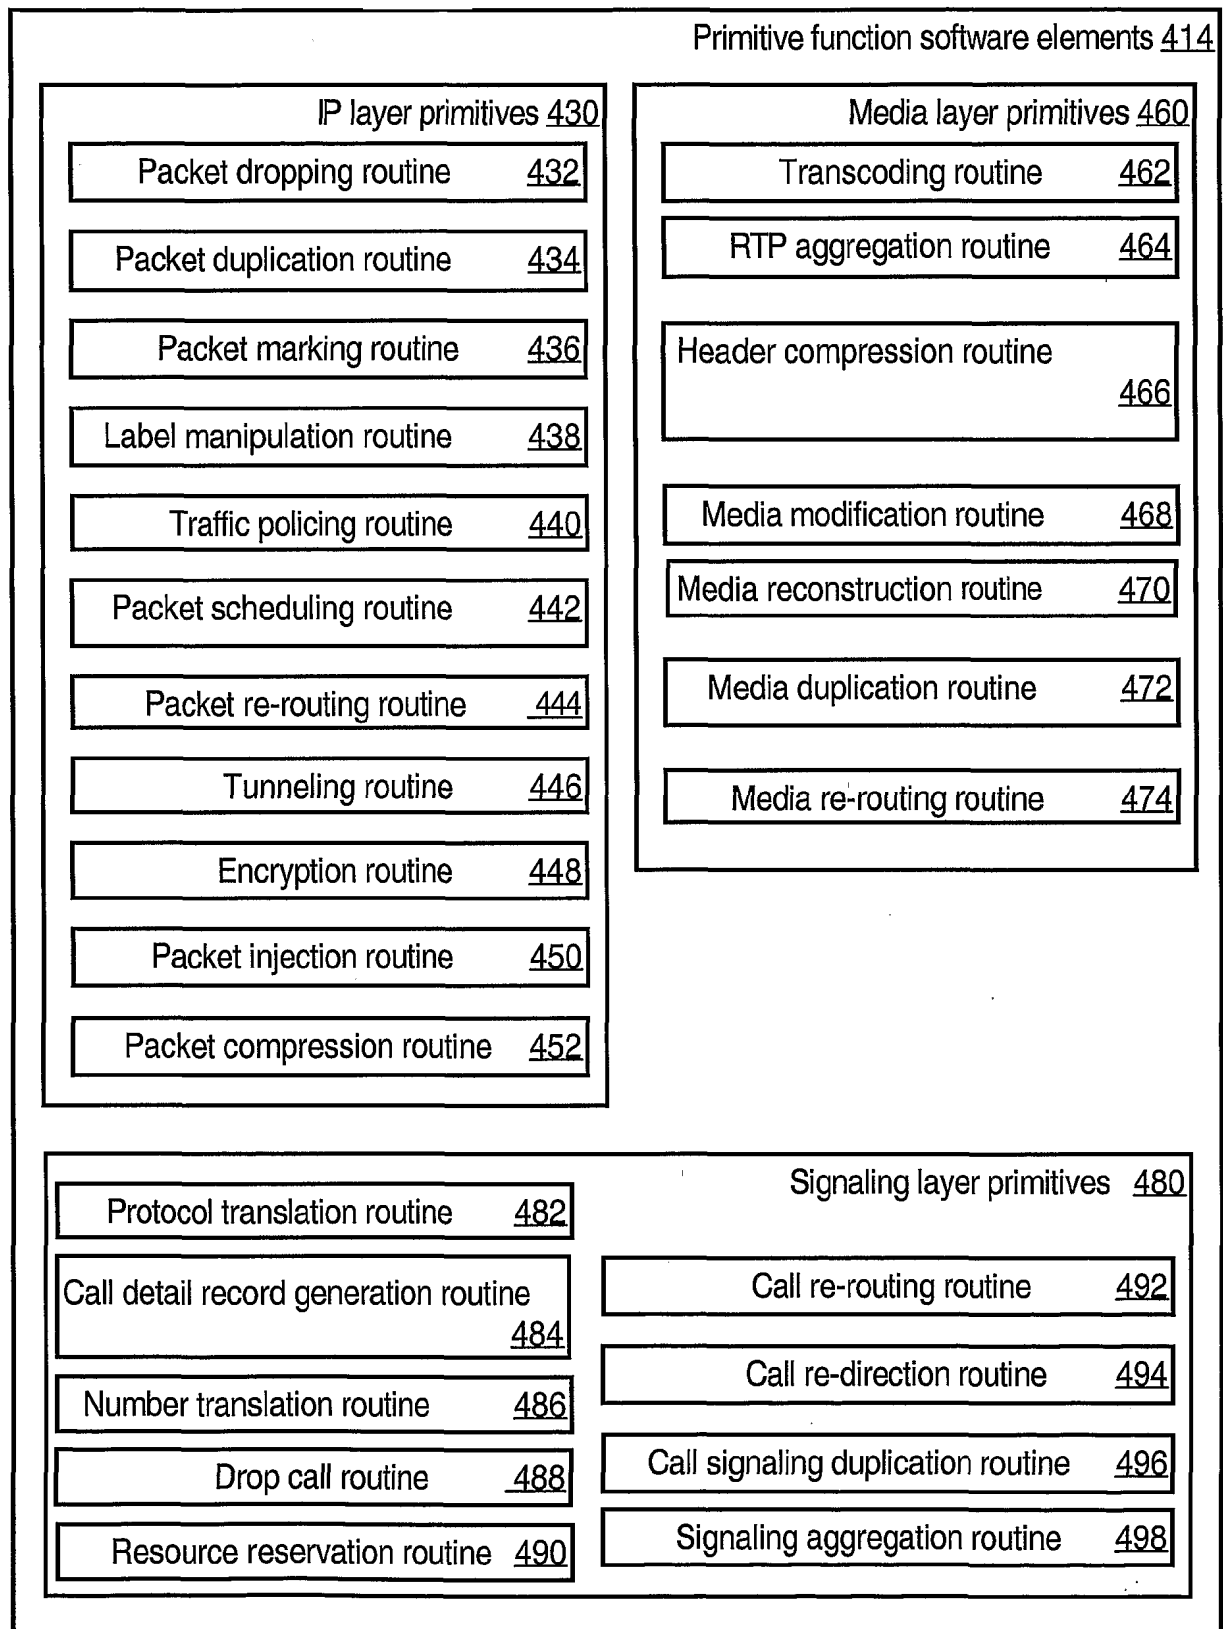 Primitive function software elements 414
IP layer primitives 430
Packet dropping routine 432
Packet duplication routine 434
Packet marking routine 436
Label manipulation routine 438
Traffic policing routine 440
Packet scheduling routine 442
Packet re-routing routine 444
Tunneling routine 446
Encryption routine 448
Packet injection routine 450
Packet compression routine 452
Media layer primitives 460
Transcoding routine 462
RTP aggregation routine 464
Header compression routine
466
Media modification routine 468
Media reconstruction routine 470
Media duplication routine 472
Media re-routing routine 474
Signaling layer primitives 480
Protocol translation routine 482
Call detail record generation routine
484
Number translation routine 486
Drop call routine 488
Resource reservation routine 490
Call re-routing routine 492
Call re-direction routine 494
Call signaling duplication routine 496
Signaling aggregation routine 498